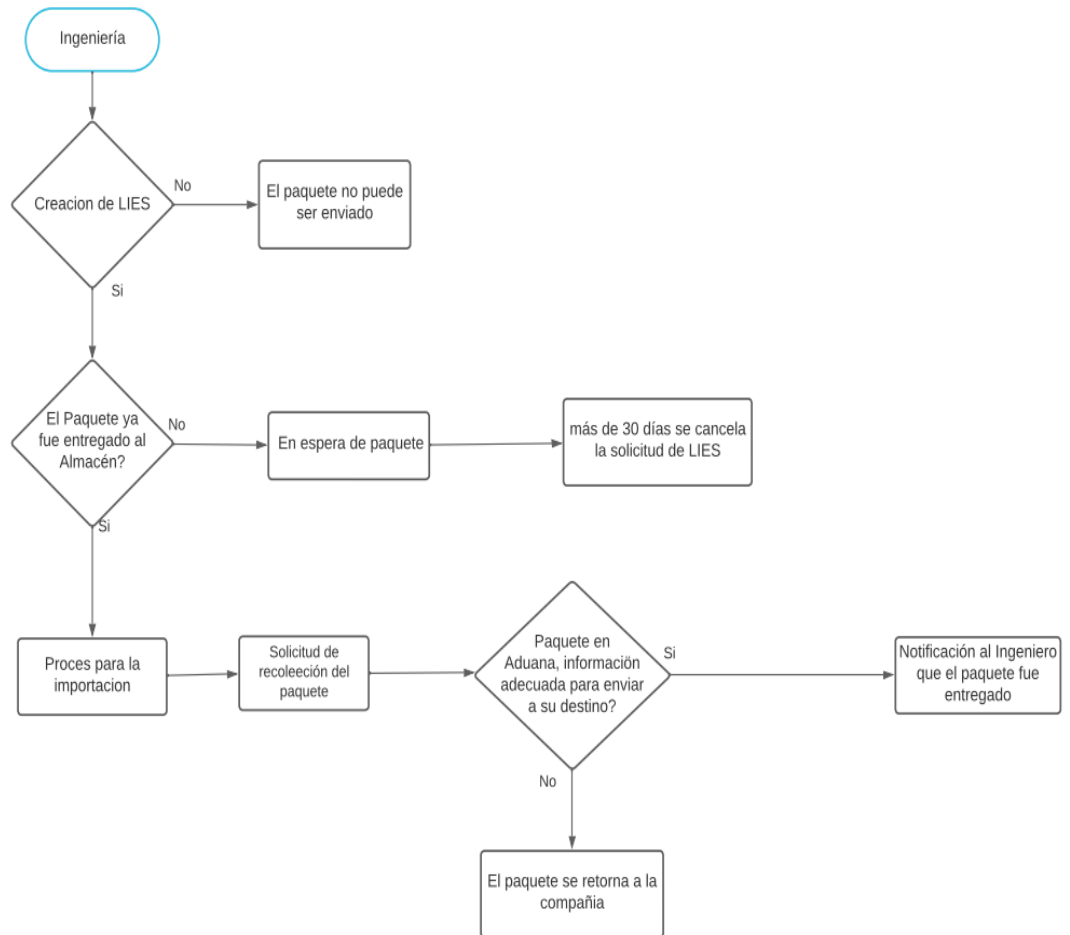 Ingeniería
Creacion de LIES
No
El paquete no puede
ser enviado
Si
El Paquete ya
fue entregado al
Almacén?
No
En espera de paquete
más de 30 días se cancela
la solicitud de LIES
Si
Proces para la
importacion
Solicitud de
recoleeción del
paquete
Paquete en
Aduana, informaciön
adecuada para enviar
a su destino?
Si
Notificación al Ingeniero
que el paquete fue
entregado
No
El paquete se retorna a la
compañia